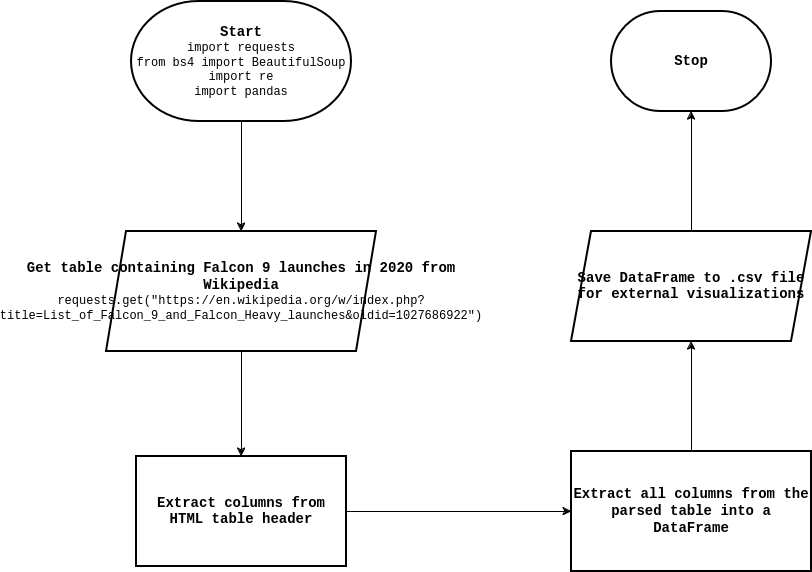 Start
import requests
from bs4 import BeautifulSoup
import re
import pandas
Get table containing Falcon 9 launches in 2020 from
Wikipedia
requests.get("https://en.wikipedia.org/w/index.php?
title=List_of_Falcon_9_and_Falcon_Heavy_launches&oldid=1027686922")
Extract columns from
HTML table header
Extract all columns from the
parsed table into a
DataFrame
Save DataFrame to .csv file
for external visualizations
Stop